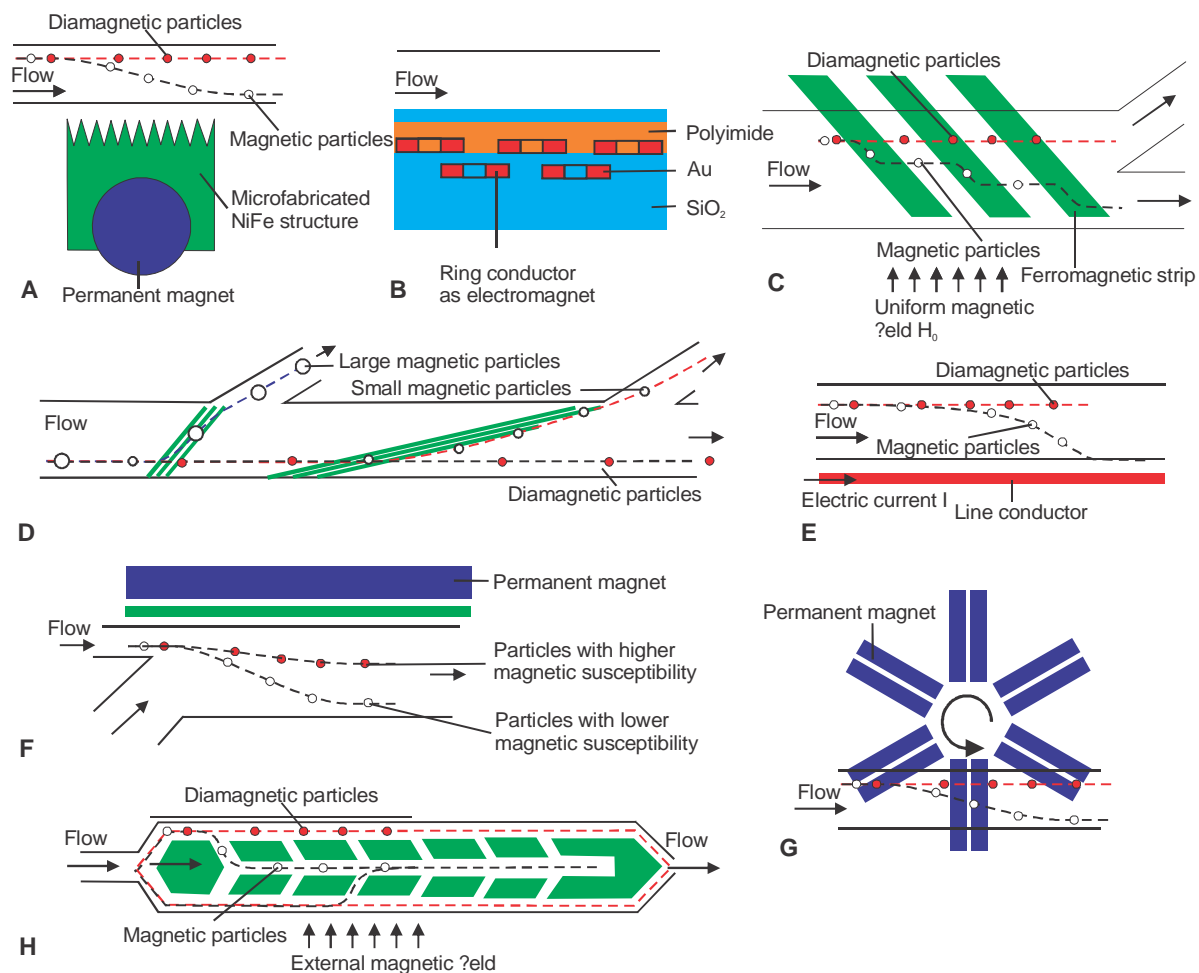 Diamagnetic particles
Flow
Magnetic particles
Microfabricated
NiFe structure
Permanent magnet
A
Flow
Polyimide
Au
SiO₂
Ring conductor
as electromagnet
B
Diamagnetic particles
Flow
Magnetic particles
Ferromagnetic strip
Uniform magnetic
?eld H₀
C
Large magnetic particles
Small magnetic particles
Flow
Diamagnetic particles
D
Diamagnetic particles
Flow
Magnetic particles
Electric current I
Line conductor
E
Permanent magnet
Flow
Particles with higher
magnetic susceptibility
Particles with lower
magnetic susceptibility
F
Permanent magnet
Flow
G
Diamagnetic particles
Flow
Flow
Magnetic particles
External magnetic ?eld
H